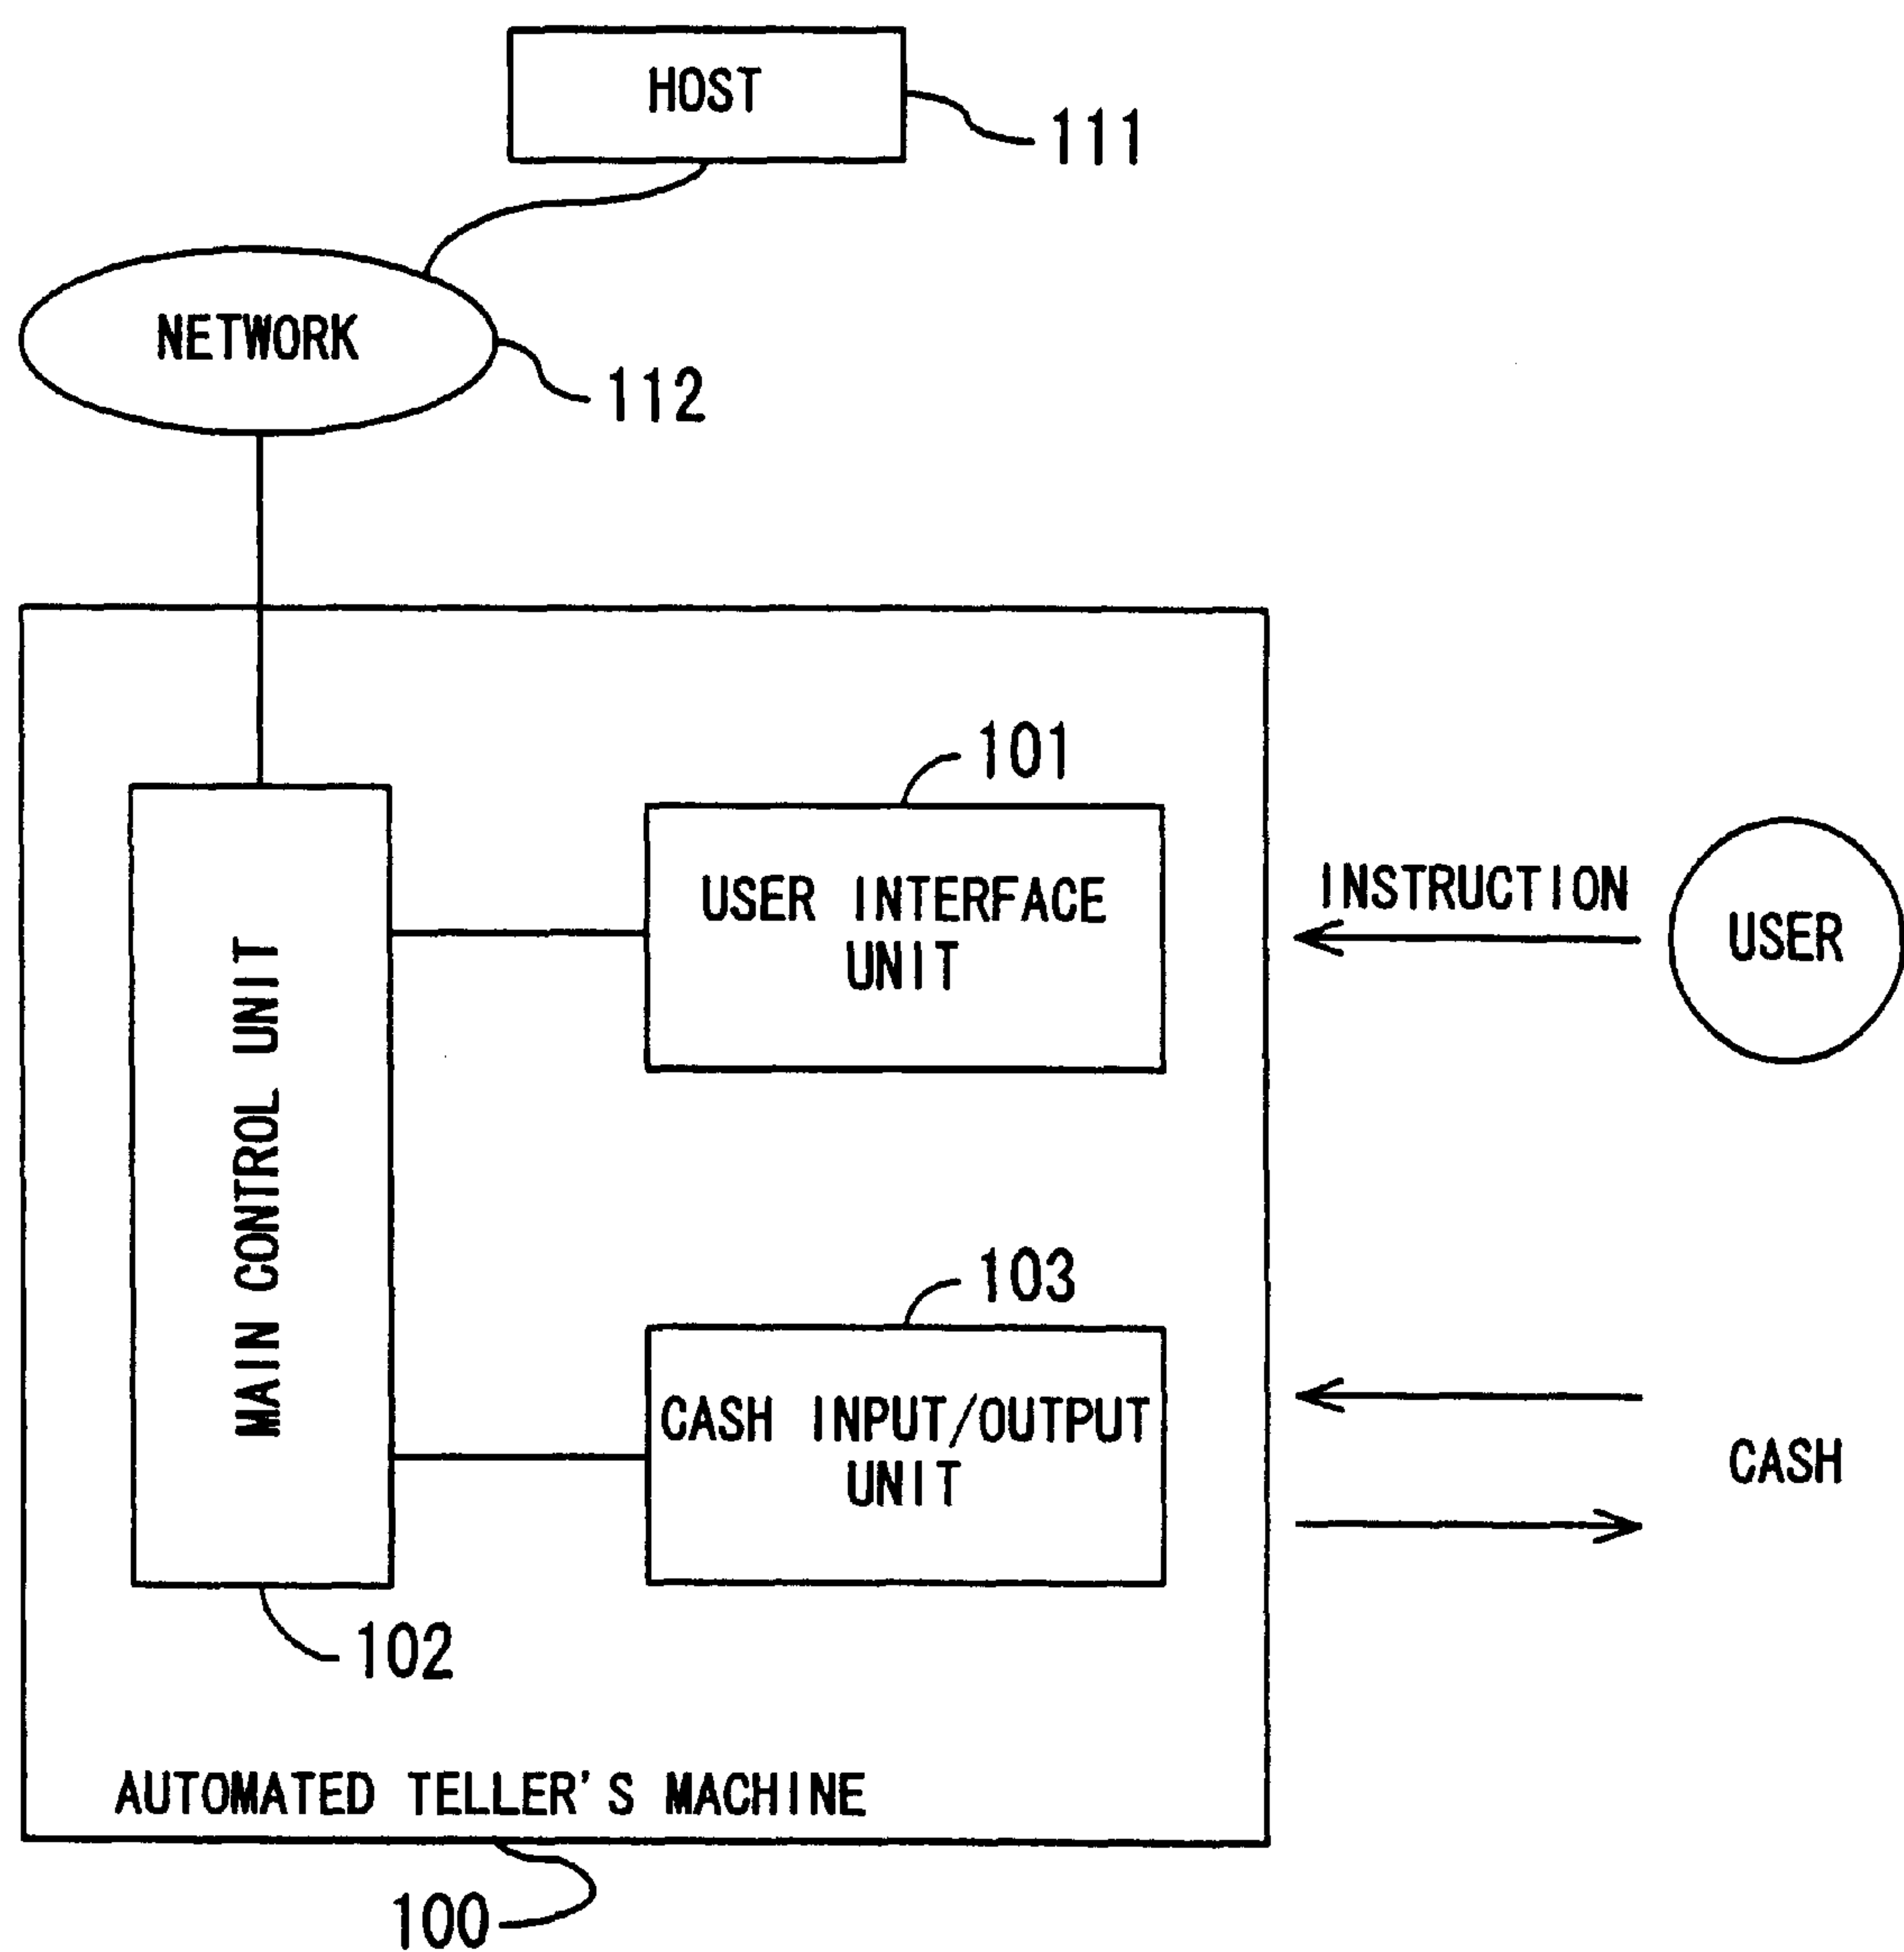 HOST
111
NETWORK
112
101
USER INTERFACE
UNIT
INSTRUCTION
USER
MAIN CONTROL UNIT
103
CASH INPUT/OUTPUT
UNIT
CASH
102
AUTOMATED TELLER'S MACHINE
100